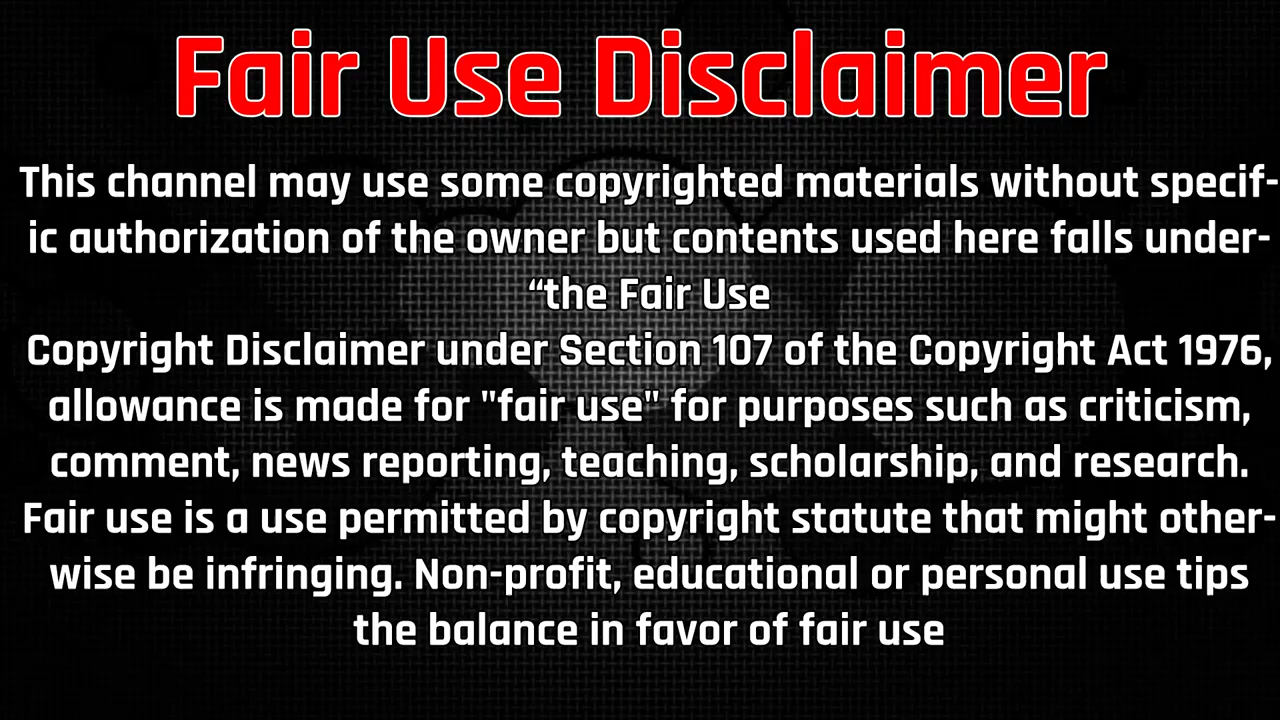 Fair Use Disclaimer
This channel may use some copyrighted materials without specif-
ic authorization of the owner but contents used here falls under-
“the Fair Use
Copyright Disclaimer under Section 107 of the Copyright Act 1976,
allowance is made for "fair use" for purposes such as criticism,
comment, news reporting, teaching, scholarship, and research.
Fair use is a use permitted by copyright statute that might other-
wise be infringing. Non-profit, educational or personal use tips
the balance in favor of fair use